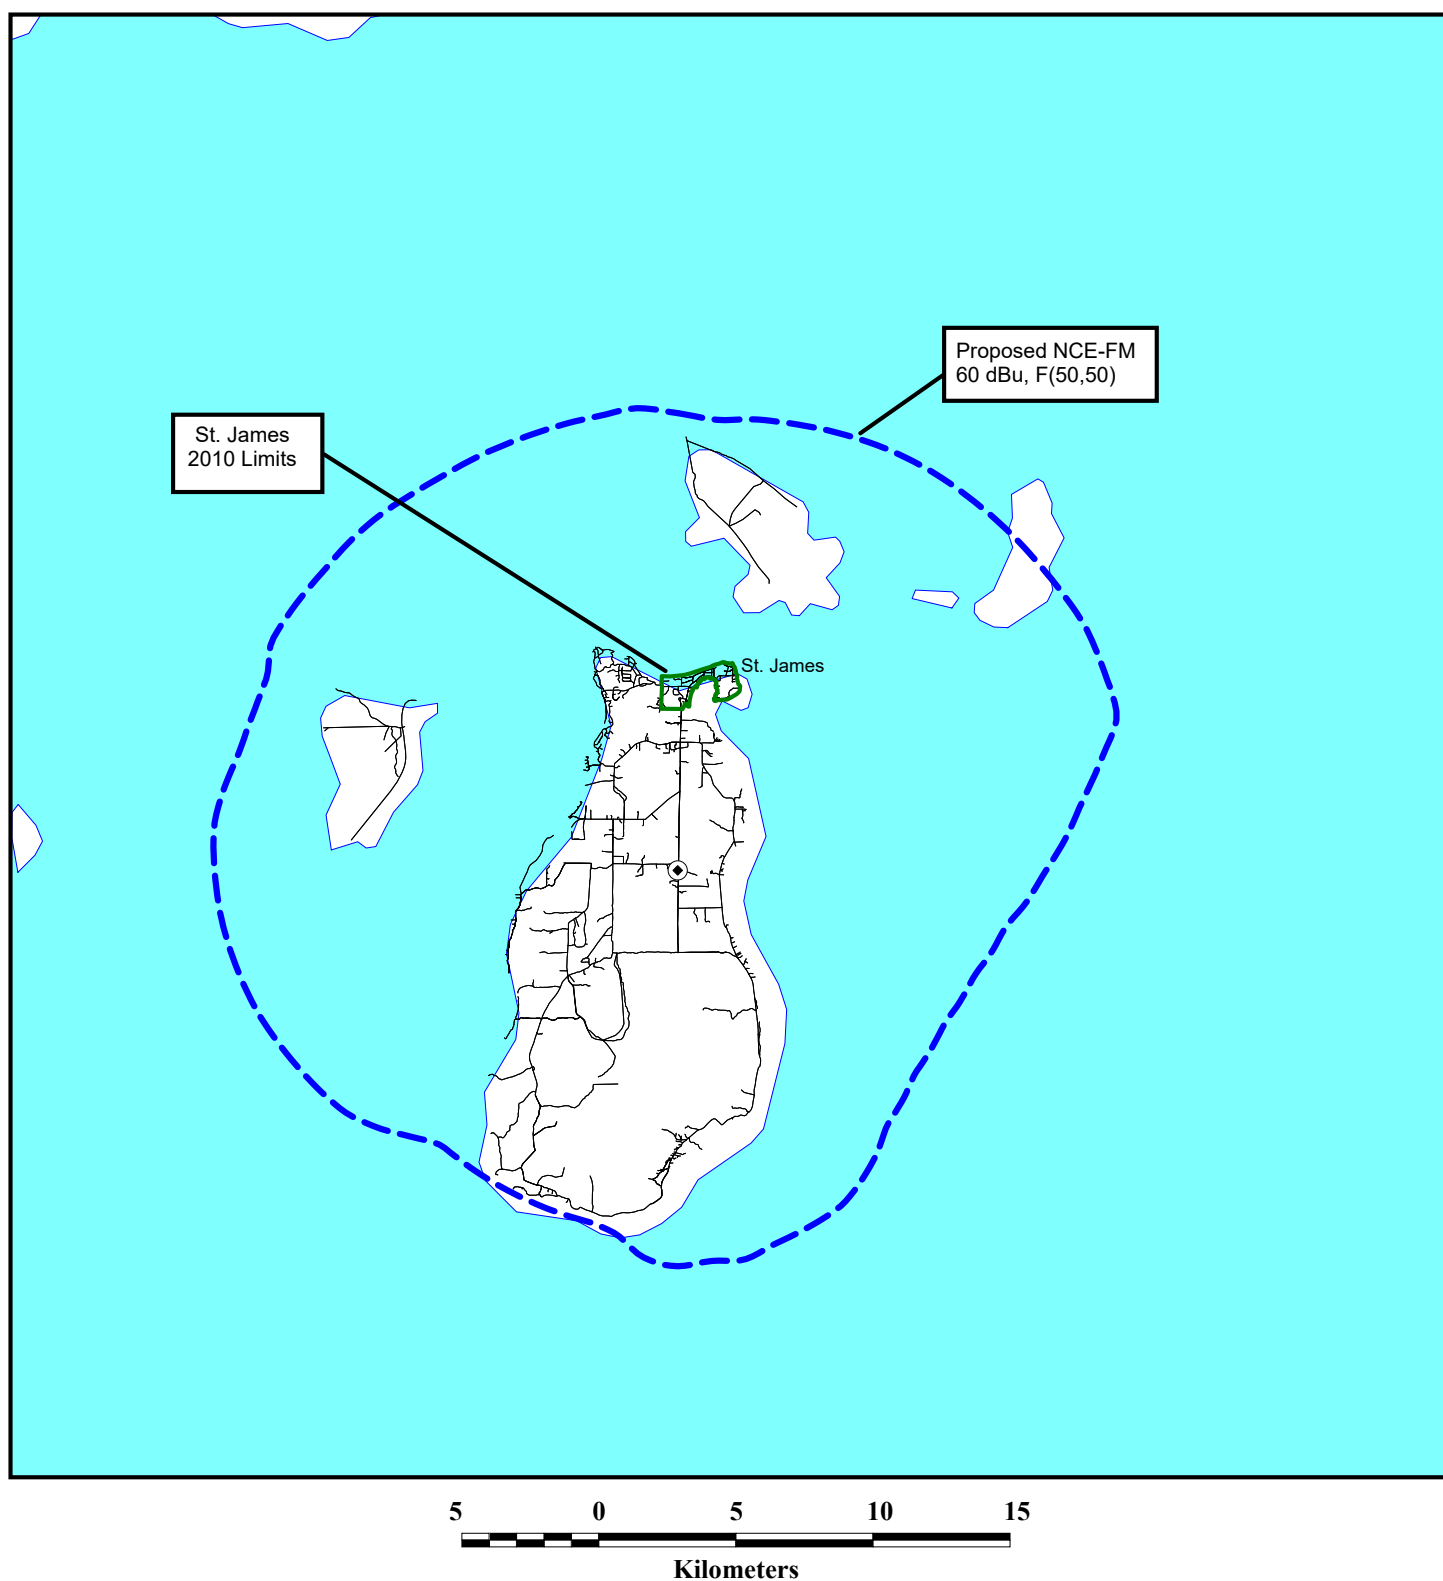 Proposed NCE-FM
60 dBu, F(50,50)
St. James
2010 Limits
St. James
5 0 5 10 15
Kilometers